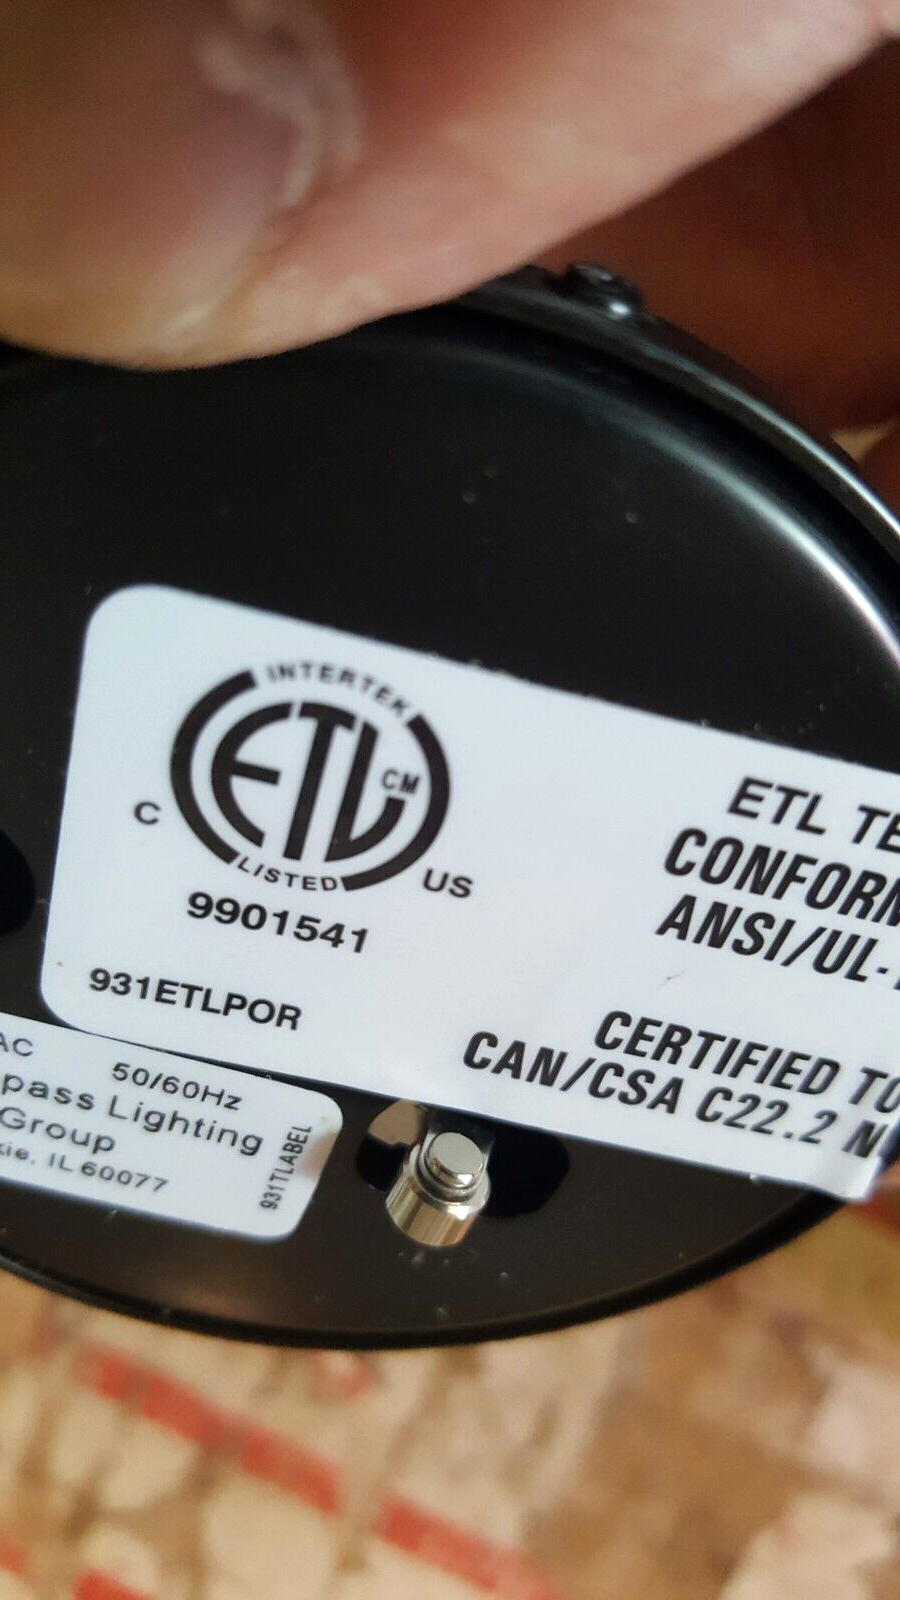 INTERTEK
ETL CM
LISTED
C US
9901541
931ETLPOR
ETL TE
CONFORM
ANSI/UL-
CERTIFIED TO
CAN/CSA C22.2 N
AC 50/60Hz
pass Lighting
Group
kie, IL 60077
931TLABEL